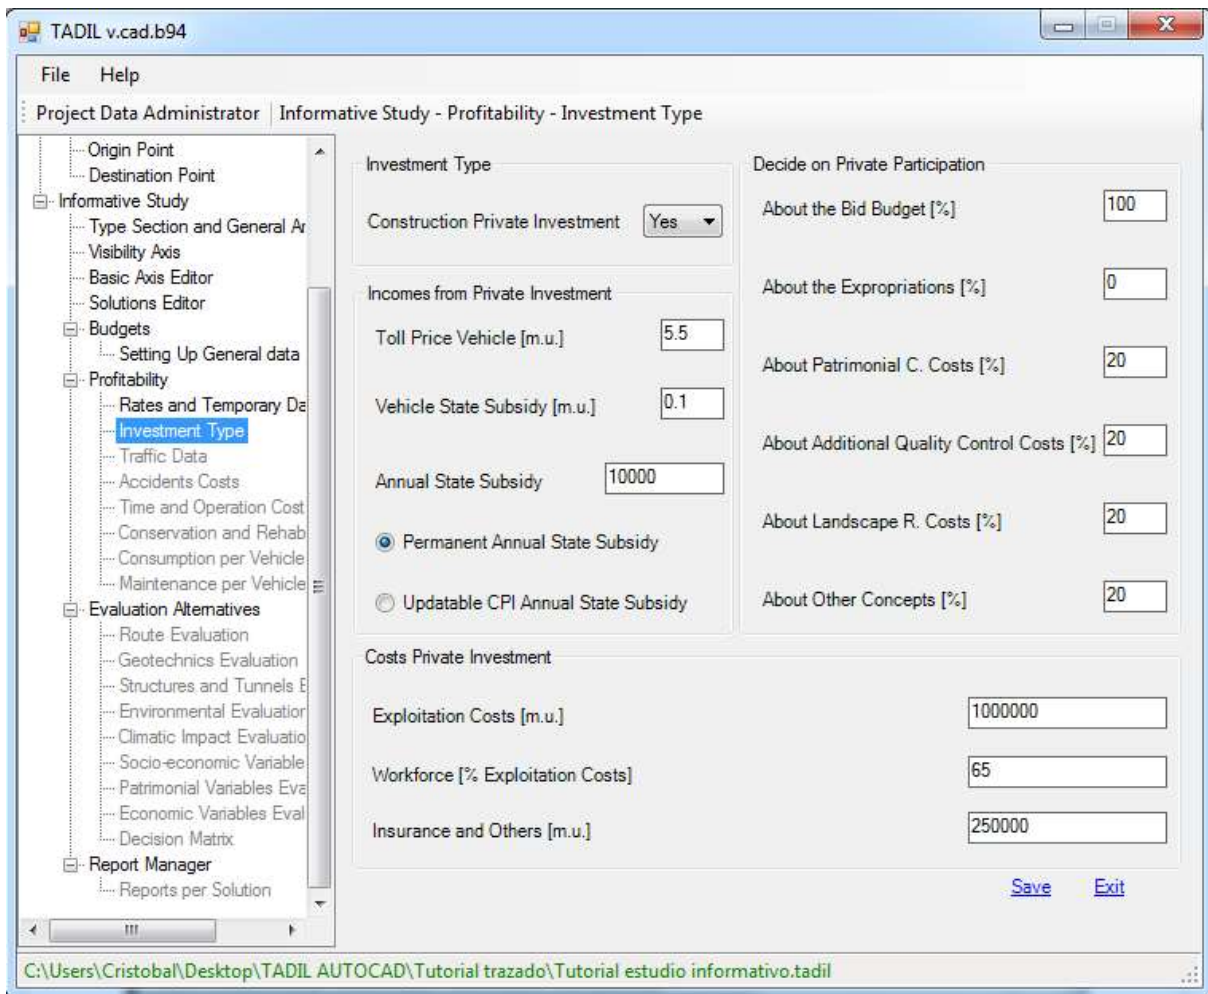 TADIL v.cad.b94
File Help
Project Data Administrator Informative Study - Profitability - Investment Type
Origin Point
Destination Point
Informative Study
Type Section and General Ar
Visibility Axis
Basic Axis Editor
Solutions Editor
Budgets
Setting Up General data
Profitability
Rates and Temporary Da
Investment Type
Traffic Data
Accidents Costs
Time and Operation Cost
Conservation and Rehab
Consumption per Vehicle
Maintenance per Vehicle
Evaluation Alternatives
Route Evaluation
Geotechnics Evaluation
Structures and Tunnels E
Environmental Evaluation
Climatic Impact Evaluatio
Socio-economic Variable
Patrimonial Variables Eva
Economic Variables Eval
Decision Matrix
Report Manager
Reports per Solution
Investment Type
Construction Private Investment Yes
Incomes from Private Investment
Toll Price Vehicle [m.u.] 5.5
Vehicle State Subsidy [m.u.] 0.1
Annual State Subsidy 10000
Permanent Annual State Subsidy
Updatable CPI Annual State Subsidy
Decide on Private Participation
About the Bid Budget [%] 100
About the Expropriations [%] 0
About Patrimonial C. Costs [%] 20
About Additional Quality Control Costs [%] 20
About Landscape R. Costs [%] 20
About Other Concepts [%] 20
Costs Private Investment
Exploitation Costs [m.u.] 1000000
Workforce [% Exploitation Costs] 65
Insurance and Others [m.u.] 250000
Save Exit
C:\Users\Cristobal\Desktop\TADIL AUTOCAD\Tutorial trazado\Tutorial estudio informativo.tadil